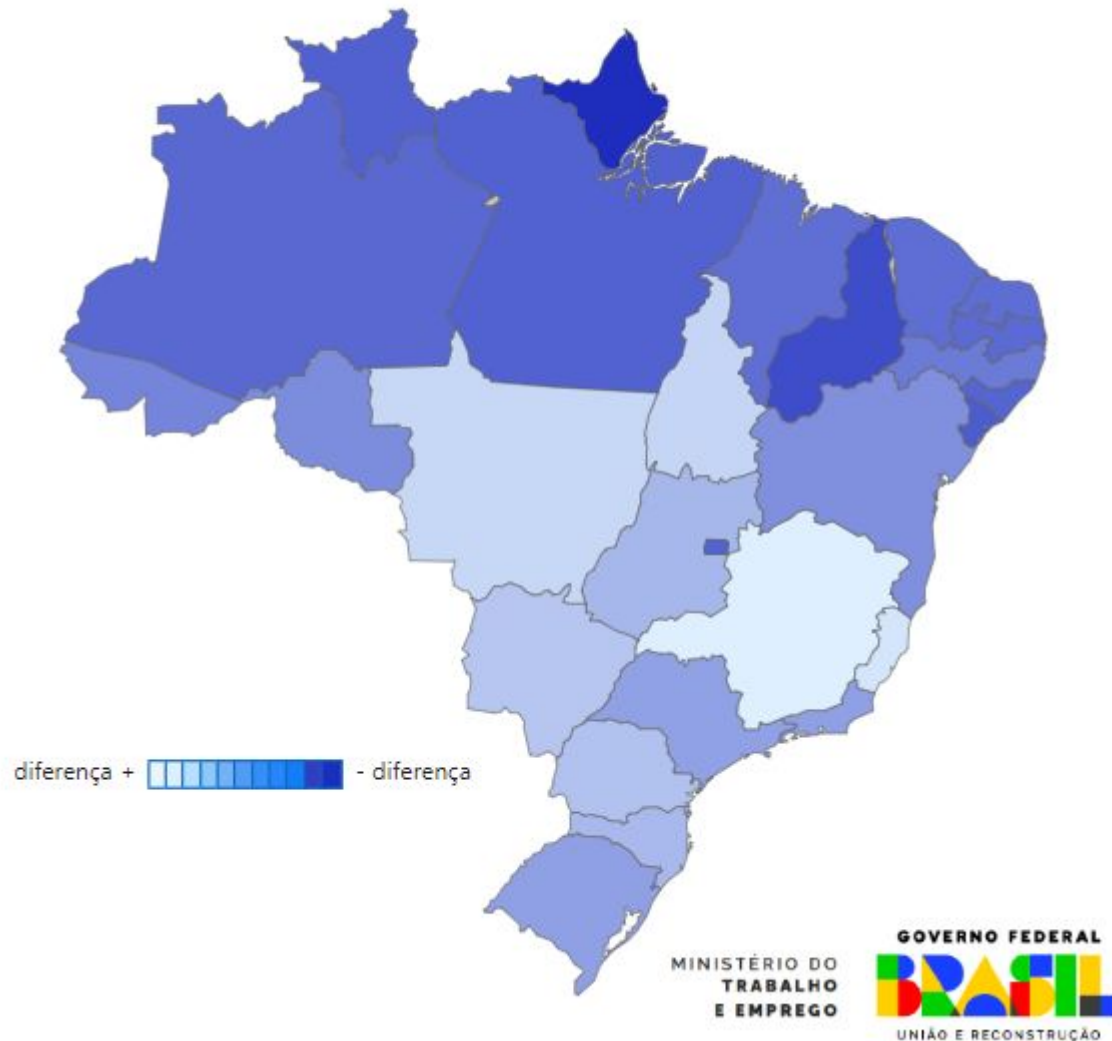 diferença +
- diferença
MINISTÉRIO DO
TRABALHO
E EMPREGO
GOVERNO FEDERAL
BRASIL
UNIÃO E RECONSTRUÇÃO